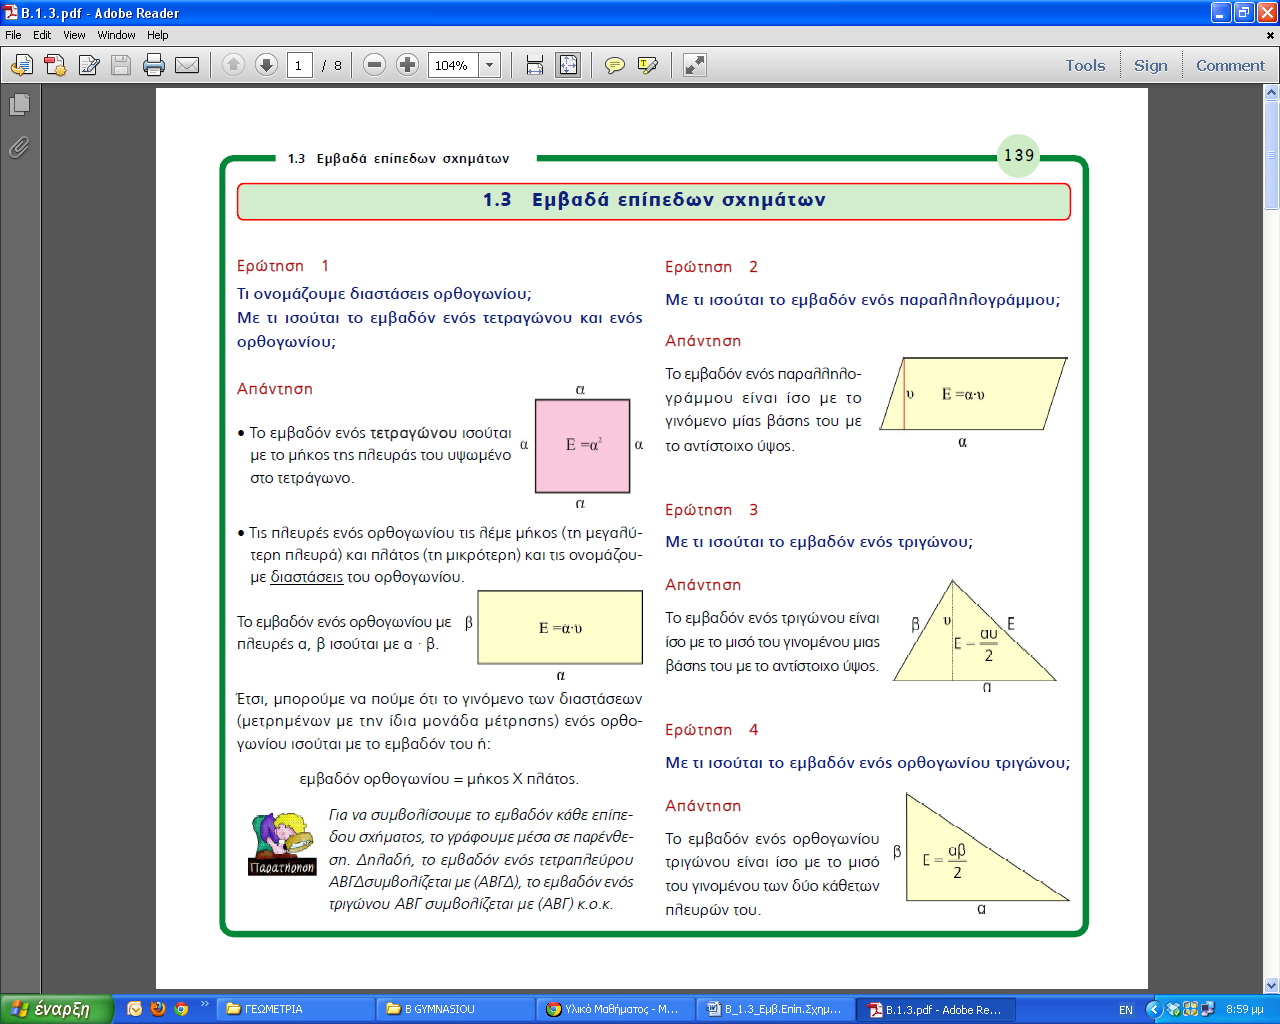 B.1.3.pdf - Adobe Reader
File Edit View Window Help
1 / 8 104% Tools Sign Comment
1.3 Εμβαδά επίπεδων σχημάτων
139
1.3 Εμβαδά επίπεδων σχημάτων
Ερώτηση 1
Τι ονομάζουμε διαστάσεις ορθογωνίου;
Με τι ισούται το εμβαδόν ενός τετραγώνου και ενός
ορθογωνίου;
Απάντηση
• Το εμβαδόν ενός τετραγώνου ισούται
με το μήκος της πλευράς του υψωμένο
στο τετράγωνο.
α
α
E =α²
α
α
• Τις πλευρές ενός ορθογωνίου τις λέμε μήκος (τη μεγαλύ-
τερη πλευρά) και πλάτος (τη μικρότερη) και τις ονομάζου-
με διαστάσεις του ορθογωνίου.
Το εμβαδόν ενός ορθογωνίου με
πλευρές α, β ισούται με α · β.
β
E =α·υ
α
Έτσι, μπορούμε να πούμε ότι το γινόμενο των διαστάσεων
(μετρημένων με την ίδια μονάδα μέτρησης) ενός ορθο-
γωνίου ισούται με το εμβαδόν του ή:
εμβαδόν ορθογωνίου = μήκος Χ πλάτος.
Παρατήρηση
Για να συμβολίσουμε το εμβαδόν κάθε επίπε-
δου σχήματος, το γράφουμε μέσα σε παρένθε-
ση. Δηλαδή, το εμβαδόν ενός τετραπλεύρου
ΑΒΓΔσυμβολίζεται με (ΑΒΓΔ), το εμβαδόν ενός
τριγώνου ΑΒΓ συμβολίζεται με (ΑΒΓ) κ.ο.κ.
Ερώτηση 2
Με τι ισούται το εμβαδόν ενός παραλληλογράμμου;
Απάντηση
Το εμβαδόν ενός παραλληλο-
γράμμου είναι ίσο με το
γινόμενο μίας βάσης του με
το αντίστοιχο ύψος.
υ
E =α·υ
α
Ερώτηση 3
Με τι ισούται το εμβαδόν ενός τριγώνου;
Απάντηση
Το εμβαδόν ενός τριγώνου είναι
ίσο με το μισό του γινομένου μιας
βάσης του με το αντίστοιχο ύψος.
β
υ
E
E = αυ
2
α
Ερώτηση 4
Με τι ισούται το εμβαδόν ενός ορθογωνίου τριγώνου;
Απάντηση
Το εμβαδόν ενός ορθογωνίου
τριγώνου είναι ίσο με το μισό
του γινομένου των δύο κάθετων
πλευρών του.
β
E = αβ
2
α
έναρξη ΓΕΩΜΕΤΡΙΑ B GYMNASIOU Υλικό Μαθήματος - M... B_1.3_Εμβ.Επίπ.Σχημ... B.1.3.pdf - Adobe Re... EN 8:59 μμ